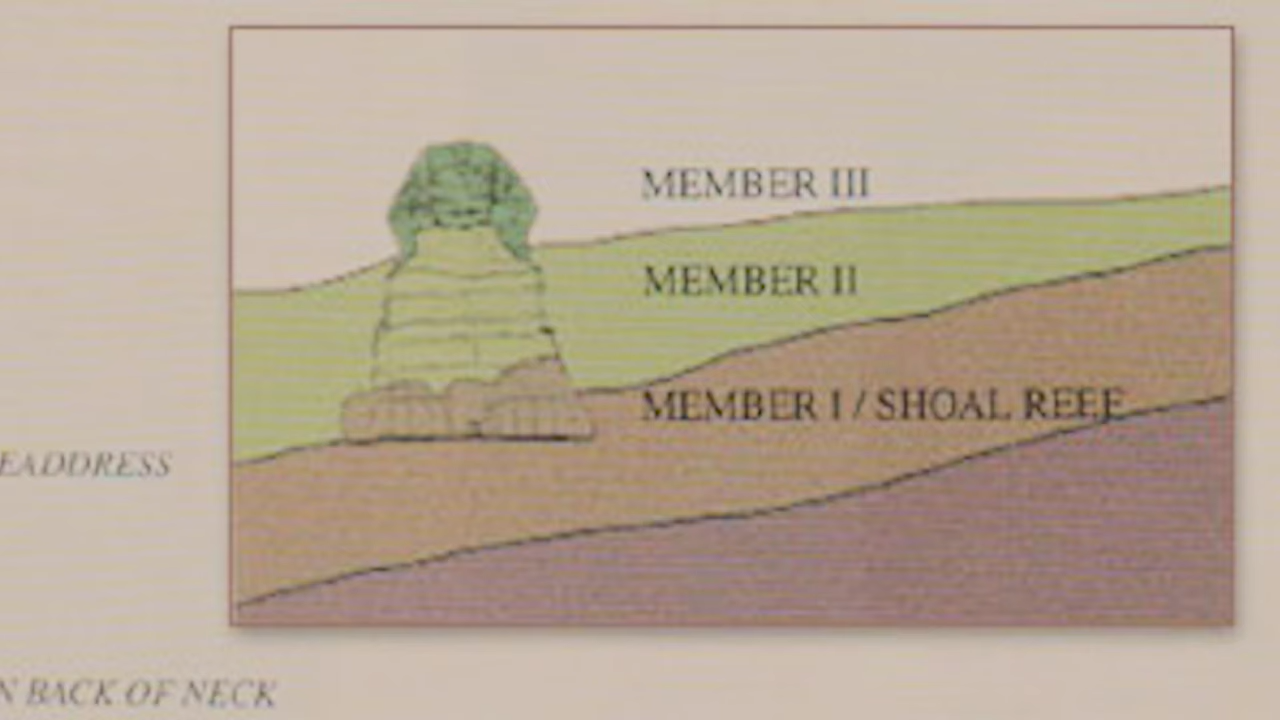 MEMBER III
MEMBER II
MEMBER I / SHOAL REEF
EADDRESS
N BACK OF NECK